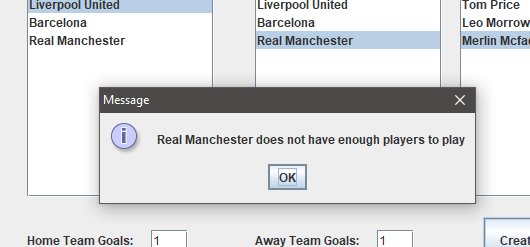 Liverpool United
Barcelona
Real Manchester
Liverpool United
Barcelona
Real Manchester
Tom Price
Leo Morrow
Merlin Mcfa
Message
Real Manchester does not have enough players to play
OK
Home Team Goals: 1
Away Team Goals: 1
Creat